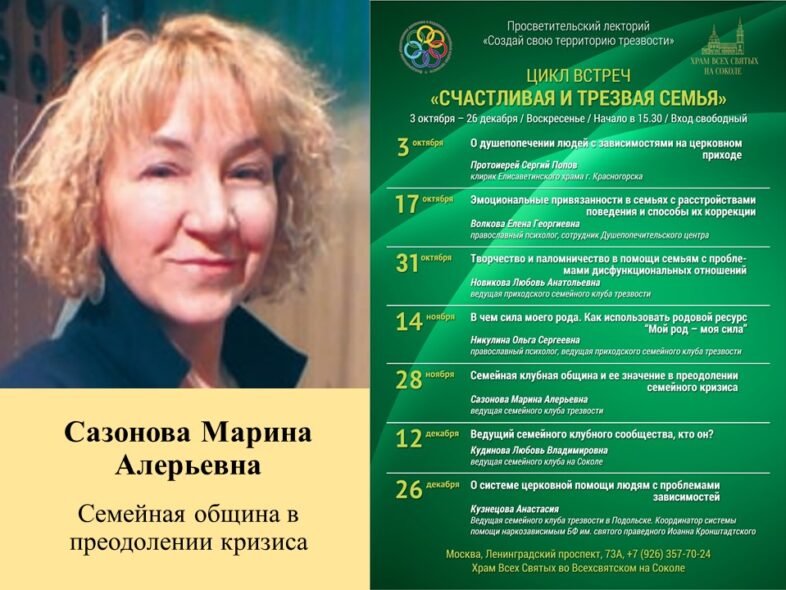 Сазонова Марина
Алерьевна
Семейная община в
преодолении кризиса
Просветительский лекторий
«Создай свою территорию трезвости»
ХРАМ ВСЕХ СВЯТЫХ
НА СОКОЛЕ
ЦИКЛ ВСТРЕЧ
«СЧАСТЛИВАЯ И ТРЕЗВАЯ СЕМЬЯ»
3 октября – 26 декабря / Воскресенье / Начало в 15.30 / Вход свободный
3 октября
О душепопечении людей с зависимостями на церковном
приходе
Протоиерей Сергий Попов
клирик Елисаветинского храма г. Красногорска
17 октября
Эмоциональные привязанности в семьях с расстройствами
поведения и способы их коррекции
Волкова Елена Георгиевна
православный психолог, сотрудник Душепопечительского центра
31 октября
Творчество и паломничество в помощи семьям с пробле-
мами дисфункциональных отношений
Новикова Любовь Анатольевна
ведущая приходского семейного клуба трезвости
14 ноября
В чем сила моего рода. Как использовать родовой ресурс
"Мой род – моя сила"
Никулина Ольга Сергеевна
православный психолог, ведущая приходского семейного клуба трезвости
28 ноября
Семейная клубная община и ее значение в преодолении
семейного кризиса
Сазонова Марина Алерьевна
ведущая семейного клуба трезвости
12 декабря
Ведущий семейного клубного сообщества, кто он?
Кудинова Любовь Владимировна
ведущая семейного клуба на Соколе
26 декабря
О системе церковной помощи людям с проблемами
зависимостей
Кузнецова Анастасия
Ведущая семейного клуба трезвости в Подольске. Координатор системы
помощи наркозависимым БФ им. святого праведного Иоанна Кронштадтского
Москва, Ленинградский проспект, 73А, +7 (926) 357-70-24
Храм Всех Святых во Всехсвятском на Соколе